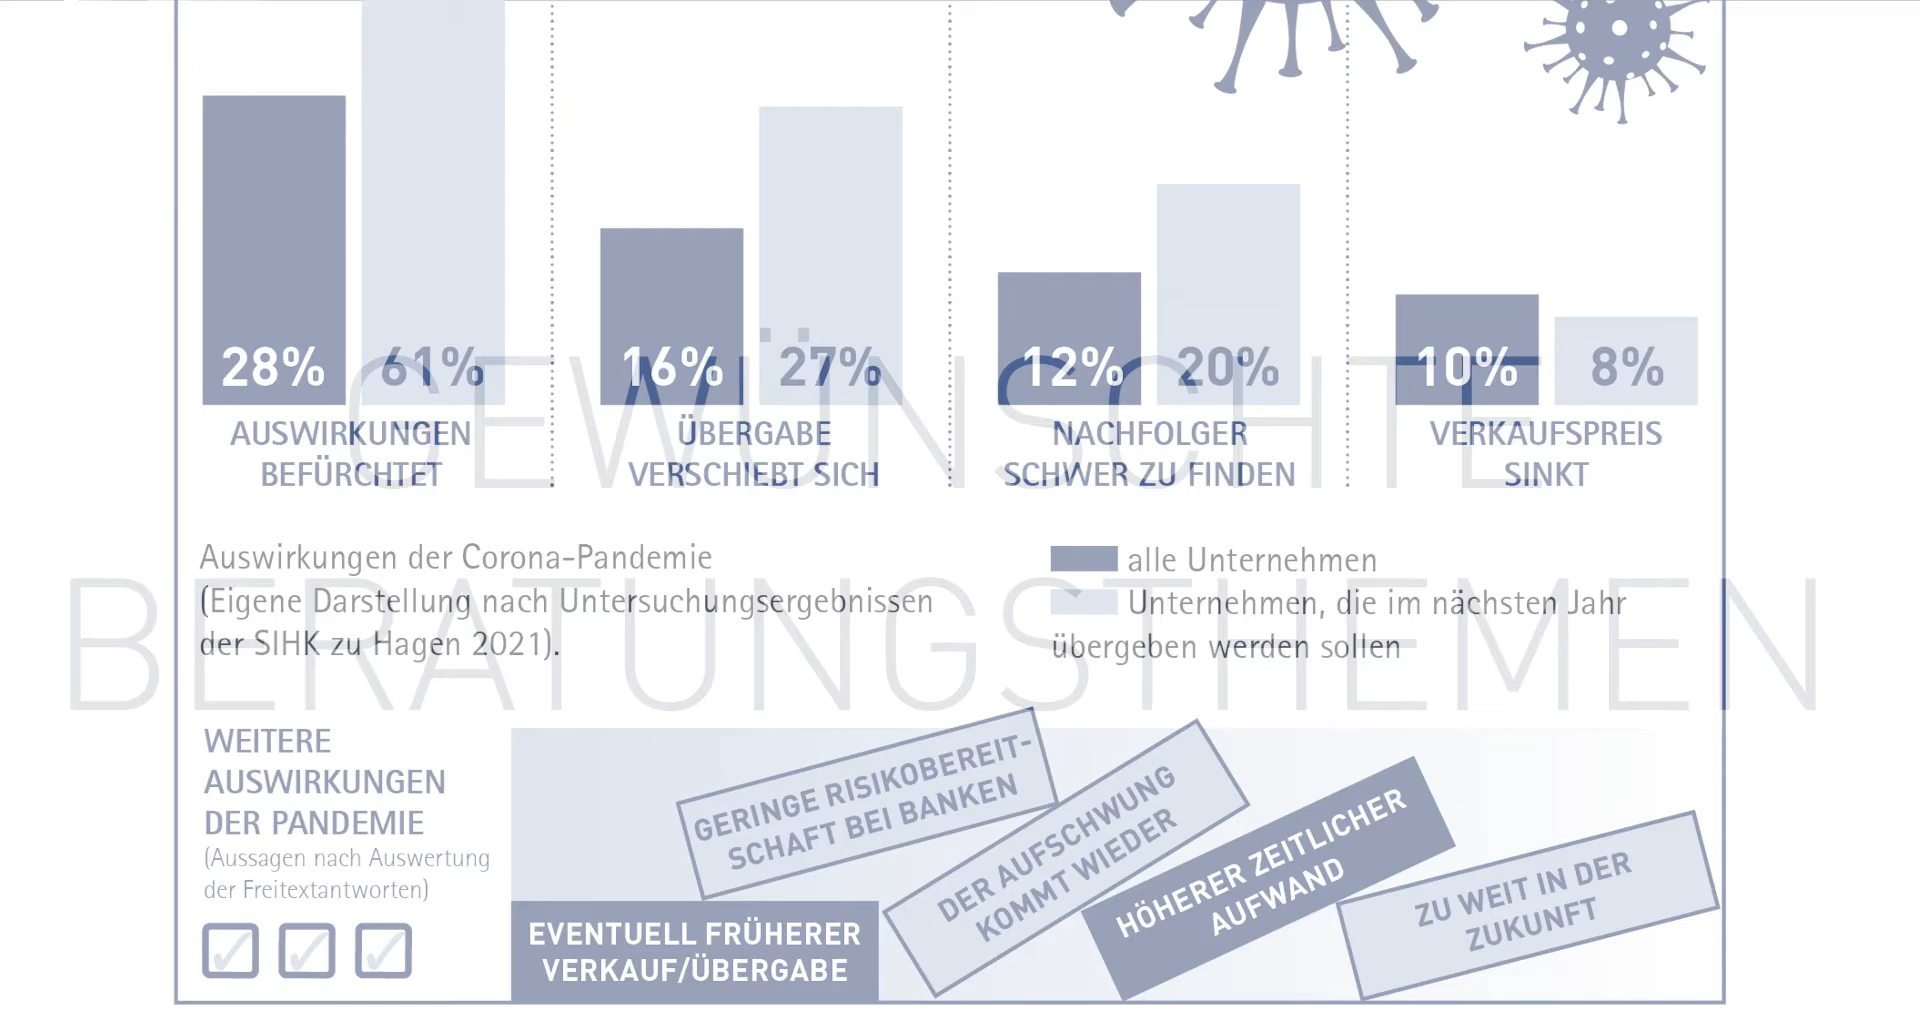 28% 61% 16% 27% 12% 20% 10% 8%
AUSWIRKUNGEN
BEFÜRCHTET
ÜBERGABE
VERSCHIEBT SICH
NACHFOLGER
SCHWER ZU FINDEN
VERKAUFSPREIS
SINKT
GEWÜNSCHTE
BERATUNGSTHEMEN
Auswirkungen der Corona-Pandemie
(Eigene Darstellung nach Untersuchungsergebnissen
der SIHK zu Hagen 2021).
alle Unternehmen
Unternehmen, die im nächsten Jahr
übergeben werden sollen
WEITERE
AUSWIRKUNGEN
DER PANDEMIE
(Aussagen nach Auswertung
der Freitextantworten)
EVENTUELL FRÜHERER
VERKAUF/ÜBERGABE
GERINGE RISIKOBEREIT-
SCHAFT BEI BANKEN
DER AUFSCHWUNG
KOMMT WIEDER
HÖHERER ZEITLICHER
AUFWAND
ZU WEIT IN DER
ZUKUNFT